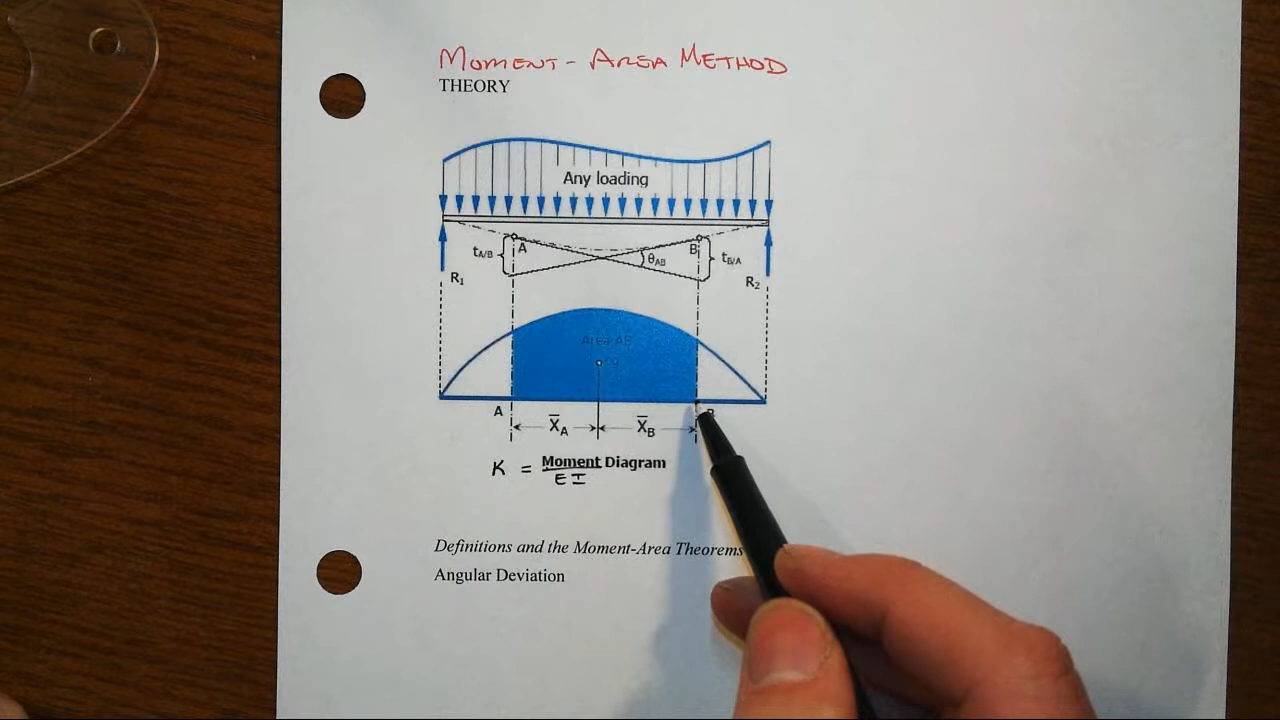 MOMENT - AREA METHOD
THEORY
Any loading
t_A/B A θ_AB B t_B/A
R₁ R₂
Area AB
cg
A B
X̅_A X̅_B
K = Moment Diagram
EI
Definitions and the Moment-Area Theorems
Angular Deviation